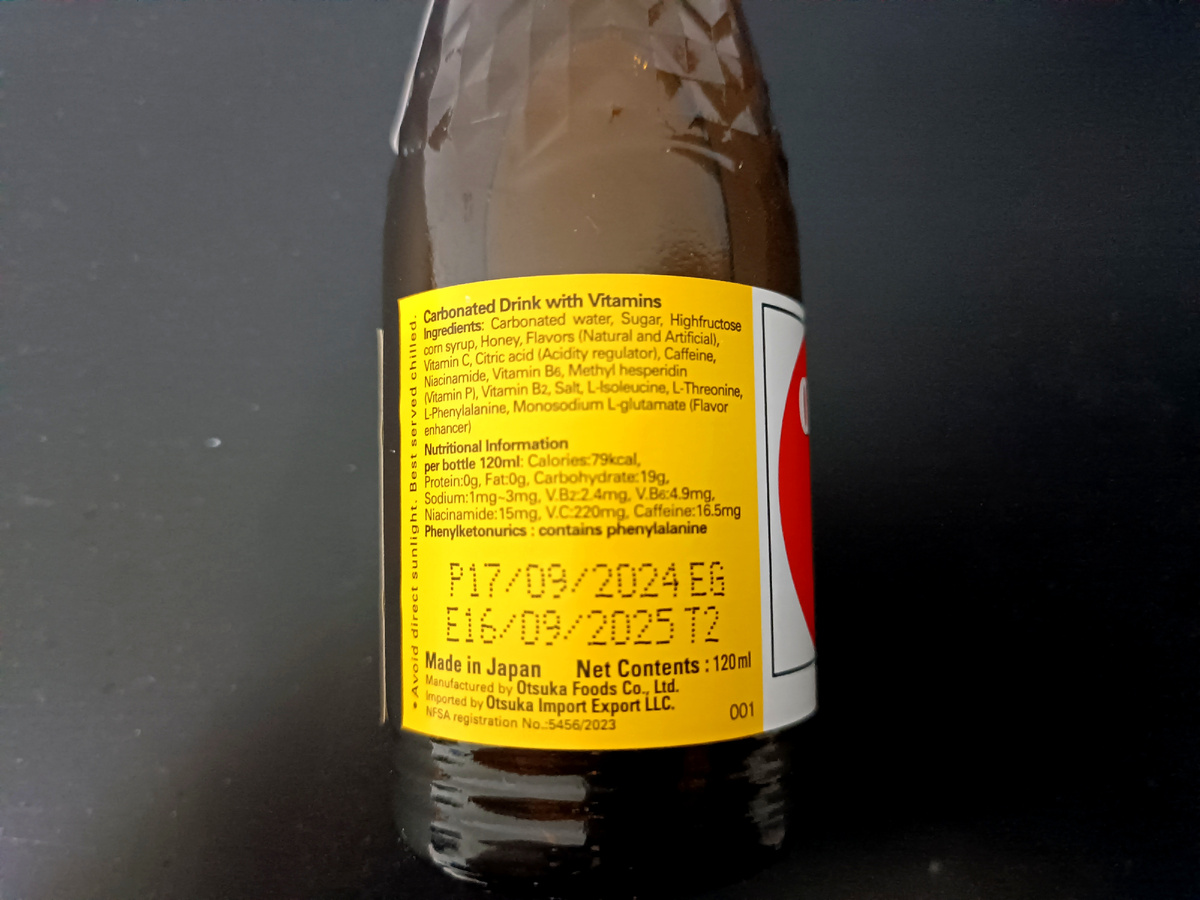 Carbonated Drink with Vitamins
Ingredients: Carbonated water, Sugar, Highfructose
corn syrup, Honey, Flavors (Natural and Artificial),
Vitamin C, Citric acid (Acidity regulator), Caffeine,
Niacinamide, Vitamin B6, Methyl hesperidin
(Vitamin P), Vitamin B2, Salt, L-Isoleucine, L-Threonine,
L-Phenylalanine, Monosodium L-glutamate (Flavor
enhancer)
Nutritional Information
per bottle 120ml: Calories:79kcal,
Protein:0g, Fat:0g, Carbohydrate:19g,
Sodium:1mg~3mg, V.B2:2.4mg, V.B6:4.9mg,
Niacinamide:15mg, V.C:220mg, Caffeine:16.5mg
Phenylketonurics : contains phenylalanine
P17/09/2024 EG
E16/09/2025 T2
Made in Japan Net Contents : 120ml
Manufactured by Otsuka Foods Co., Ltd.
Imported by Otsuka Import Export LLC.
NFSA registration No.:5456/2023
001
• Avoid direct sunlight. Best served chilled.